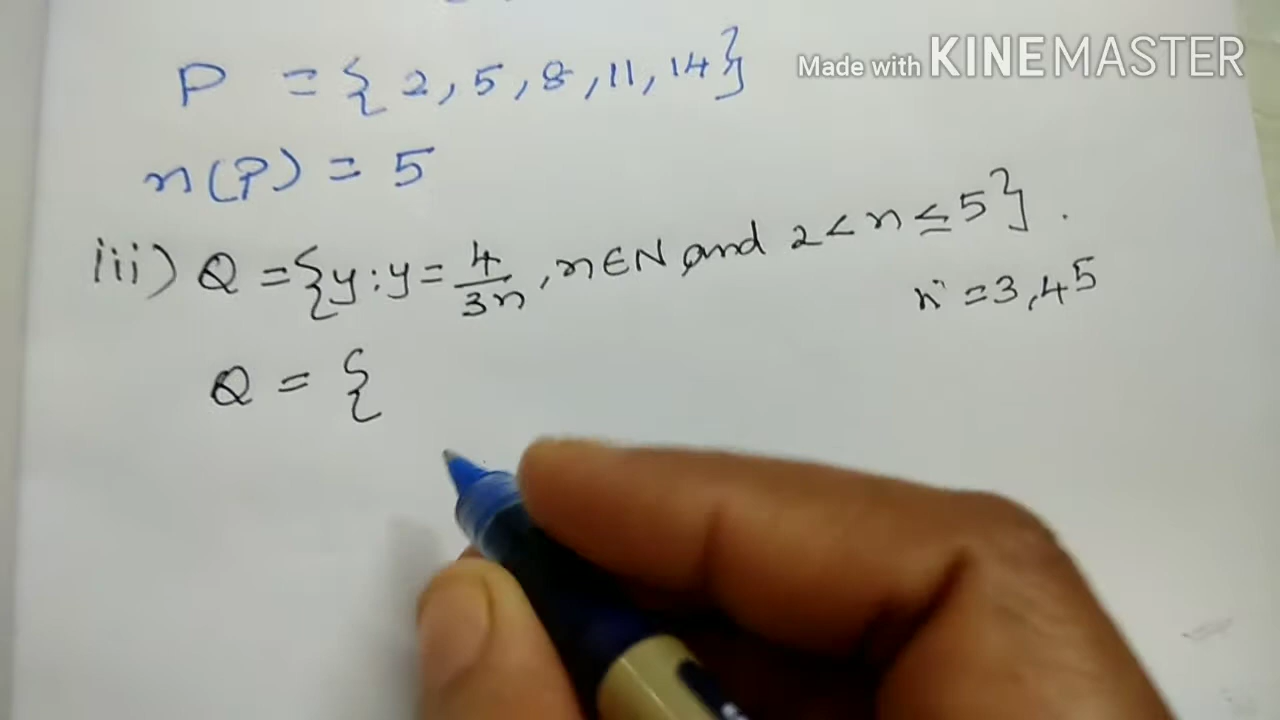 Made with KINEMASTER
P = { 2, 5, 8, 11, 14}
n(P) = 5
iii) Q = {y : y = 4/3n, n ∈ N and 2 < n ≤ 5} .
n = 3, 4 5
Q = {